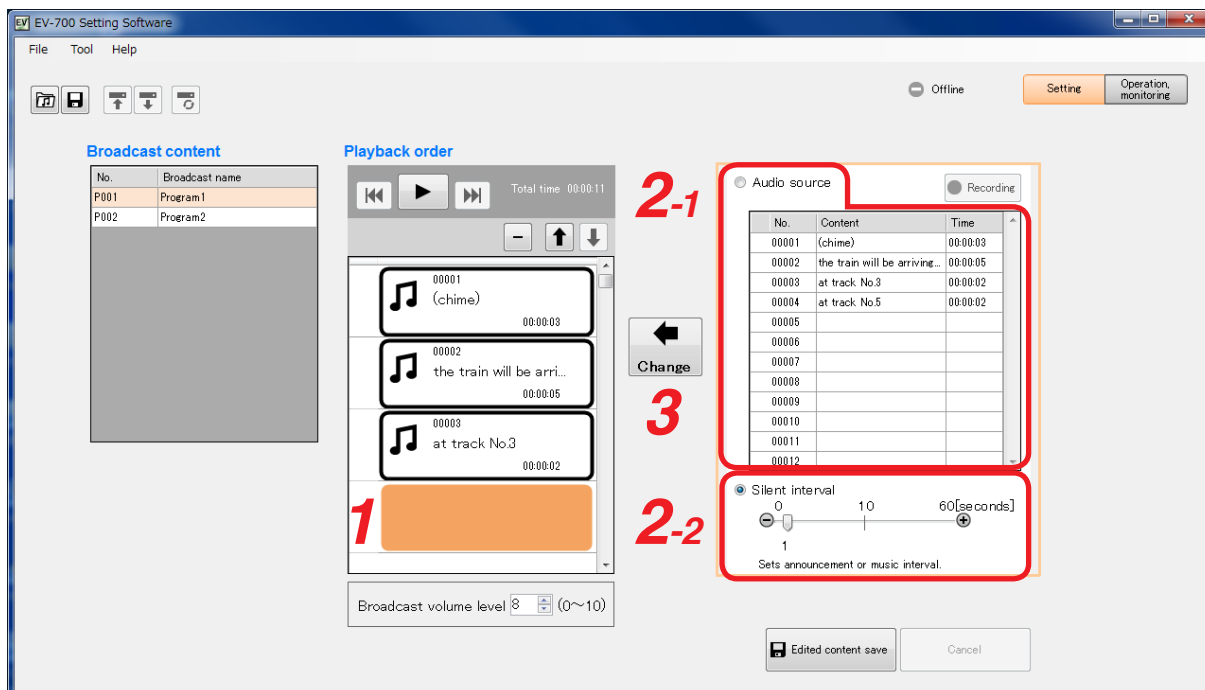 EV EV-700 Setting Software
File Tool Help
Offline
Setting
Operation,
monitoring
Broadcast content
No. Broadcast name
P001 Program1
P002 Program2
Playback order
Total time 00:00:11
00001
(chime)
00:00:03
00002
the train will be arri...
00:00:05
00003
at track No.3
00:00:02
1
Broadcast volume level 8 (0～10)
2-1
Change
3
2-2
Audio source
Recording
No. Content Time
00001 (chime) 00:00:03
00002 the train will be arriving... 00:00:05
00003 at track No.3 00:00:02
00004 at track No.5 00:00:02
00005
00006
00007
00008
00009
00010
00011
00012
Silent interval
0 10 60[seconds]
1
Sets announcement or music interval.
Edited content save
Cancel